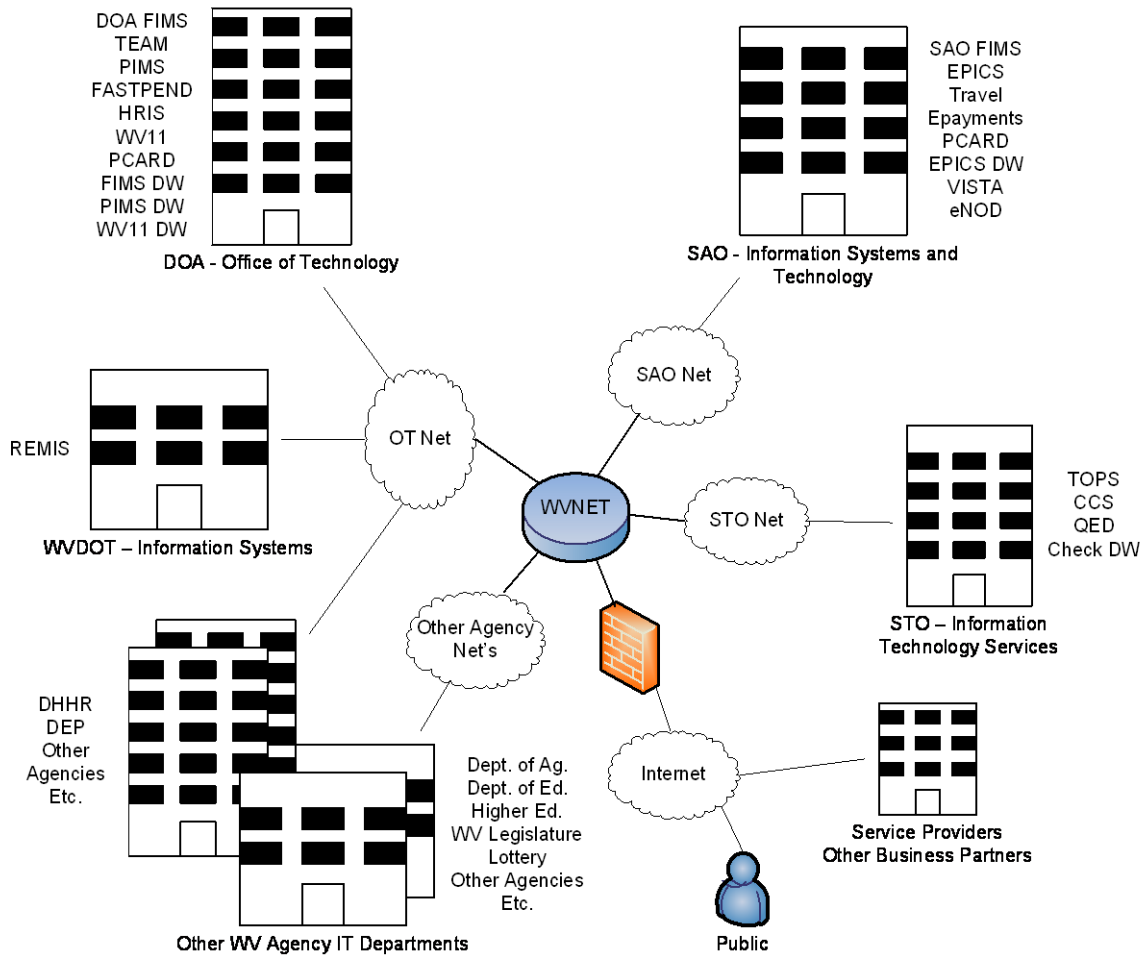 DOA FIMS
TEAM
PIMS
FASTPEND
HRIS
WV11
PCARD
FIMS DW
PIMS DW
WV11 DW
DOA - Office of Technology
SAO FIMS
EPICS
Travel
Epayments
PCARD
EPICS DW
VISTA
eNOD
SAO - Information Systems and
Technology
SAO Net
OT Net
REMIS
WVDOT – Information Systems
WVNET
STO Net
TOPS
CCS
QED
Check DW
STO – Information
Technology Services
Other Agency
Net's
DHHR
DEP
Other
Agencies
Etc.
Dept. of Ag.
Dept. of Ed.
Higher Ed.
WV Legislature
Lottery
Other Agencies
Etc.
Other WV Agency IT Departments
Internet
Service Providers
Other Business Partners
Public